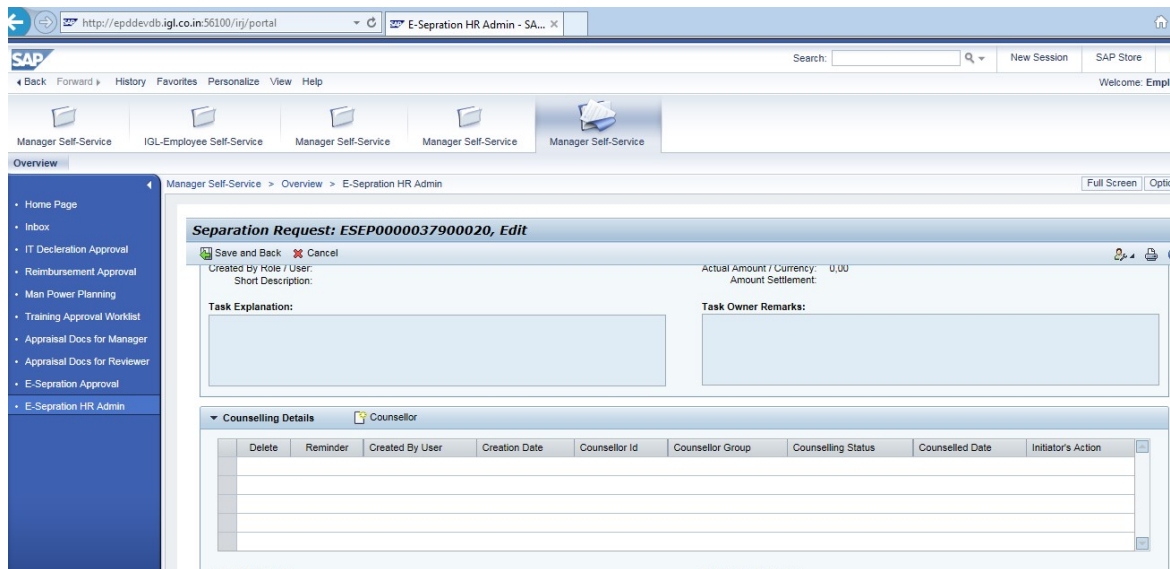 http://epddevdb.igl.co.in:56100/irj/portal
E-Sepration HR Admin - SA...
SAP
Search:
New Session
SAP Store
Back Forward History Favorites Personalize View Help
Welcome: Empl
Manager Self-Service
IGL-Employee Self-Service
Manager Self-Service
Manager Self-Service
Manager Self-Service
Overview
Manager Self-Service > Overview > E-Sepration HR Admin
Full Screen
Optio
• Home Page
• Inbox
• IT Decleration Approval
• Reimbursement Approval
• Man Power Planning
• Training Approval Worklist
• Appraisal Docs for Manager
• Appraisal Docs for Reviewer
• E-Sepration Approval
• E-Sepration HR Admin
Separation Request: ESEP0000037900020, Edit
Save and Back Cancel
Created By Role / User:
Short Description:
Actual Amount / Currency: 0,00
Amount Settlement:
Task Explanation:
Task Owner Remarks:
Counselling Details
Counsellor
Delete Reminder Created By User Creation Date Counsellor Id Counsellor Group Counselling Status Counselled Date Initiator's Action